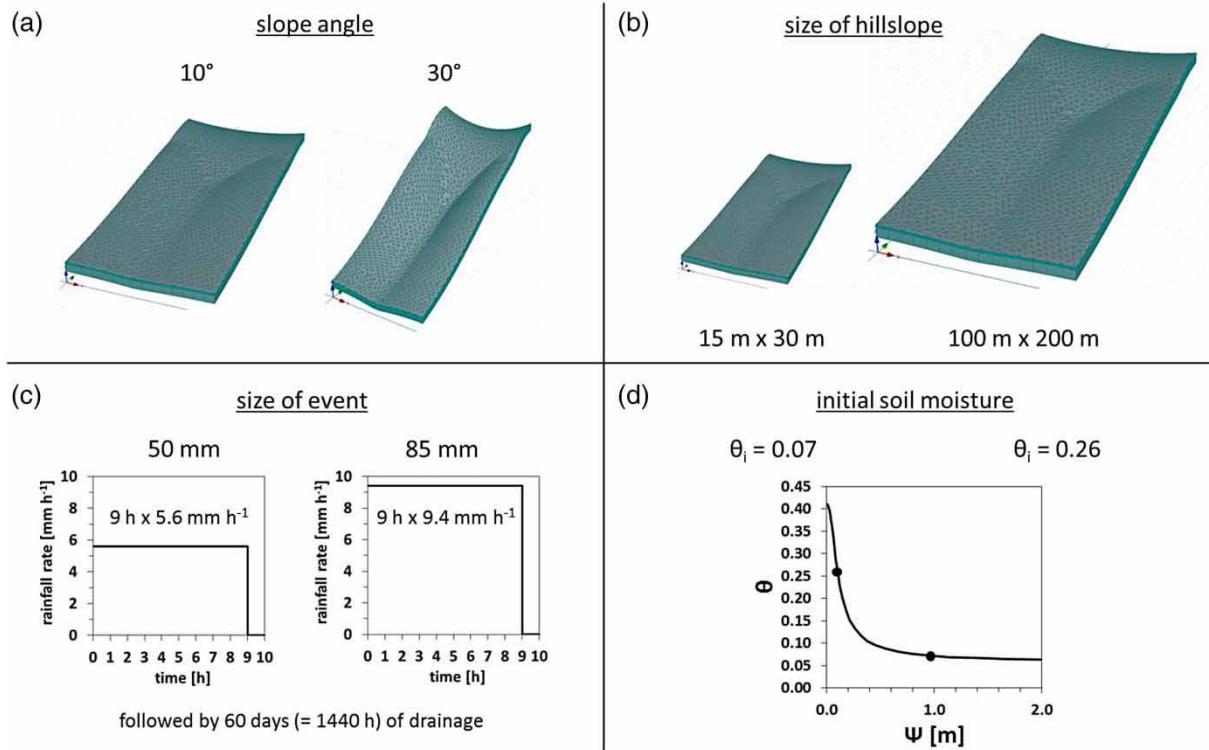 (a)
slope angle
10°
30°
(b)
size of hillslope
15 m x 30 m
100 m x 200 m
(c)
size of event
50 mm
85 mm
rainfall rate [mm h⁻¹]
10
8
6
4
2
0
9 h x 5.6 mm h⁻¹
0 1 2 3 4 5 6 7 8 9 10
time [h]
rainfall rate [mm h⁻¹]
10
8
6
4
2
0
9 h x 9.4 mm h⁻¹
0 1 2 3 4 5 6 7 8 9 10
time [h]
followed by 60 days (= 1440 h) of drainage
(d)
initial soil moisture
θi = 0.07
θi = 0.26
θ
0.45
0.40
0.35
0.30
0.25
0.20
0.15
0.10
0.05
0.00
0.0 1.0 2.0
Ψ [m]